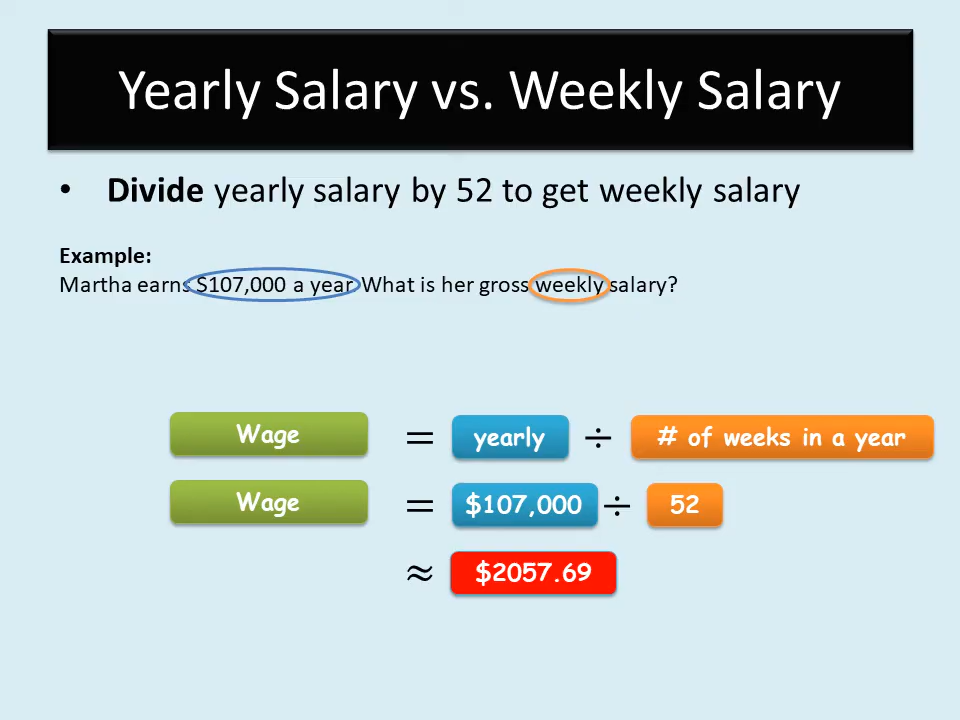 Yearly Salary vs. Weekly Salary
• Divide yearly salary by 52 to get weekly salary
Example:
Martha earns $107,000 a year What is her gross weekly salary?
Wage = yearly ÷ # of weeks in a year
Wage = $107,000 ÷ 52
≈ $2057.69